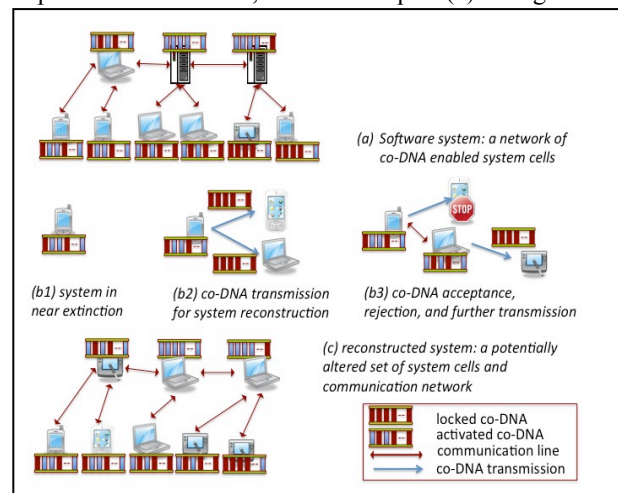 (a) Software system: a network of
co-DNA enabled system cells
(b1) system in
near extinction
(b2) co-DNA transmission
for system reconstruction
STOP
(b3) co-DNA acceptance,
rejection, and further transmission
(c) reconstructed system: a potentially
altered set of system cells and
communication network
locked co-DNA
activated co-DNA
communication line
co-DNA transmission